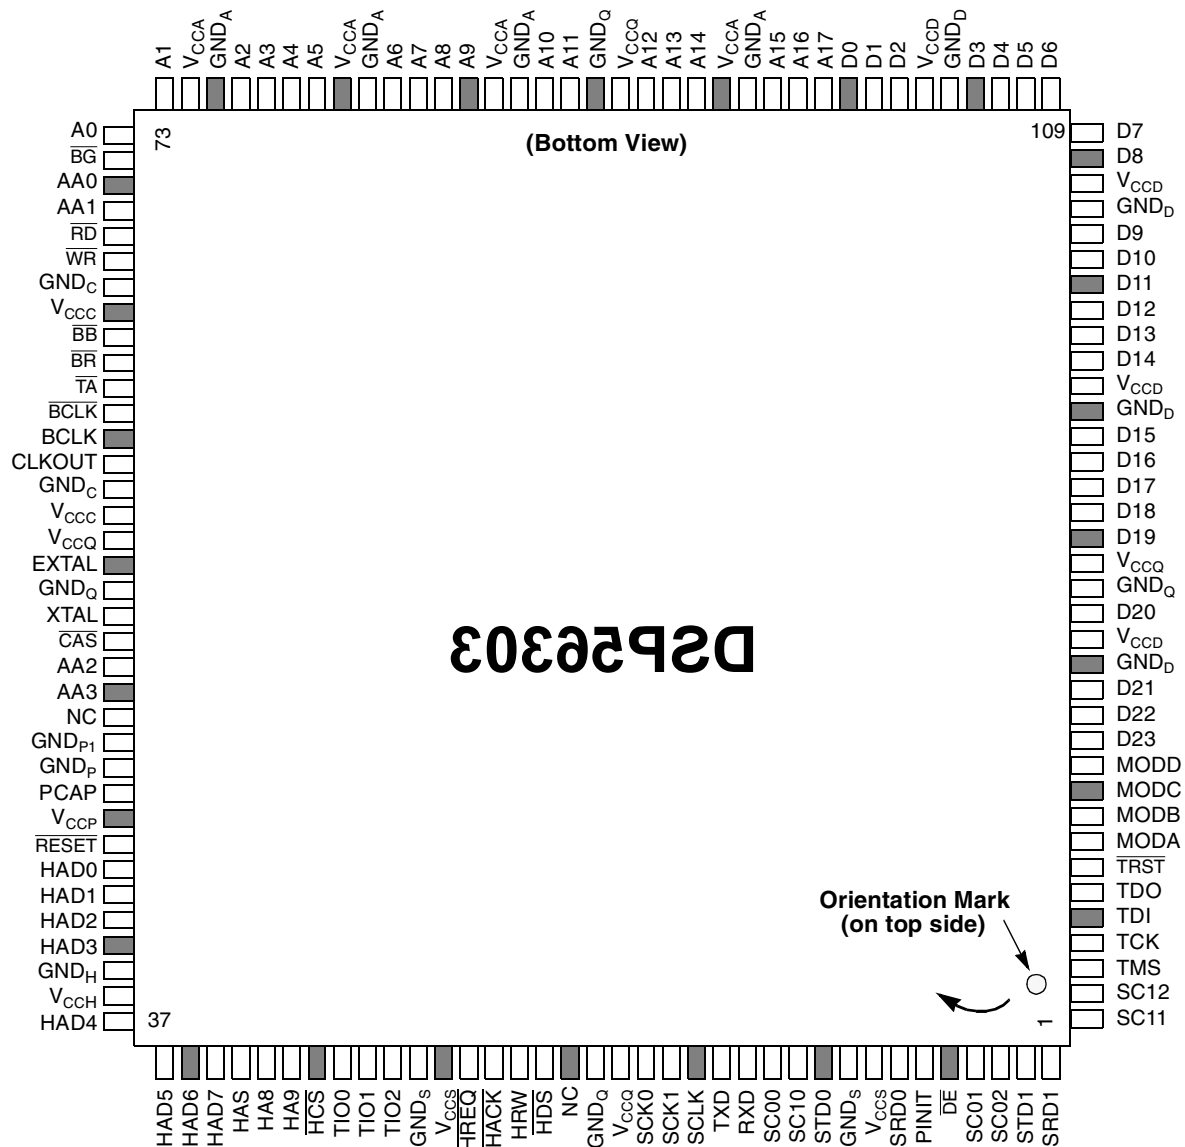 A1
VCCA
GNDA
A2
A3
A4
A5
VCCA
GNDA
A6
A7
A8
A9
VCCA
GNDA
A10
A11
GNDQ
VCCQ
A12
A13
A14
VCCA
GNDA
A15
A16
A17
D0
D1
D2
VCCD
GNDD
D3
D4
D5
D6
73
(Bottom View)
109
A0
BG
AA0
AA1
RD
WR
GNDC
VCCC
BB
BR
TA
BCLK
BCLK
CLKOUT
GNDC
VCCC
VCCQ
EXTAL
GNDQ
XTAL
CAS
AA2
AA3
NC
GNDP1
GNDP
PCAP
VCCP
RESET
HAD0
HAD1
HAD2
HAD3
GNDH
VCCH
HAD4
D7
D8
VCCD
GNDD
D9
D10
D11
D12
D13
D14
VCCD
GNDD
D15
D16
D17
D18
D19
VCCQ
GNDQ
D20
VCCD
GNDD
D21
D22
D23
MODD
MODC
MODB
MODA
TRST
TDO
TDI
TCK
TMS
SC12
SC11
DSP56303
Orientation Mark
(on top side)
37
1
HAD5
HAD6
HAD7
HAS
HA8
HA9
HCS
TIO0
TIO1
TIO2
GNDS
VCCS
HREQ
HACK
HRW
HDS
NC
GNDQ
VCCQ
SCK0
SCK1
SCLK
TXD
RXD
SC00
SC10
STD0
GNDS
VCCS
SRD0
PINIT
DE
SC01
SC02
STD1
SRD1